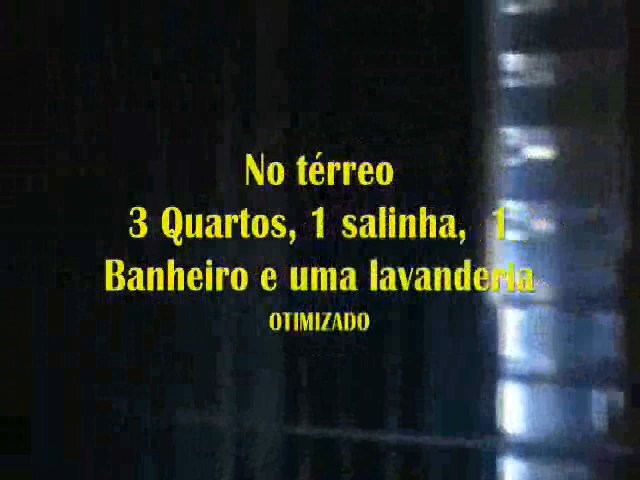 No térreo
3 Quartos, 1 salinha, 1
Banheiro e uma lavanderia
OTIMIZADO